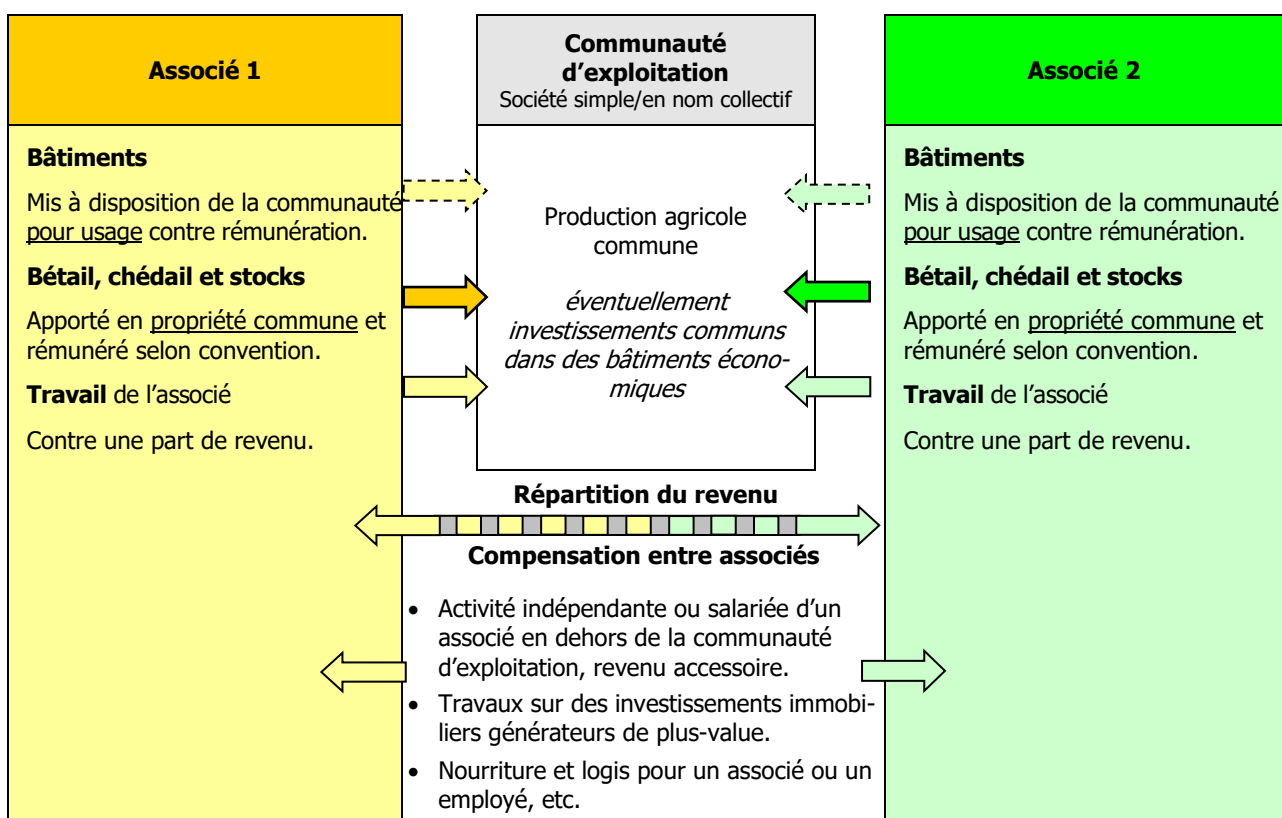 Associé 1
Bâtiments
Mis à disposition de la communauté
pour usage contre rémunération.
Bétail, chédail et stocks
Apporté en propriété commune et
rémunéré selon convention.
Travail de l’associé
Contre une part de revenu.
Communauté
d’exploitation
Société simple/en nom collectif
Production agricole
commune
éventuellement
investissements communs
dans des bâtiments écono-
miques
Répartition du revenu
Compensation entre associés
• Activité indépendante ou salariée d’un
associé en dehors de la communauté
d’exploitation, revenu accessoire.
• Travaux sur des investissements immobi-
liers générateurs de plus-value.
• Nourriture et logis pour un associé ou un
employé, etc.
Associé 2
Bâtiments
Mis à disposition de la communauté
pour usage contre rémunération.
Bétail, chédail et stocks
Apporté en propriété commune et
rémunéré selon convention.
Travail de l’associé
Contre une part de revenu.